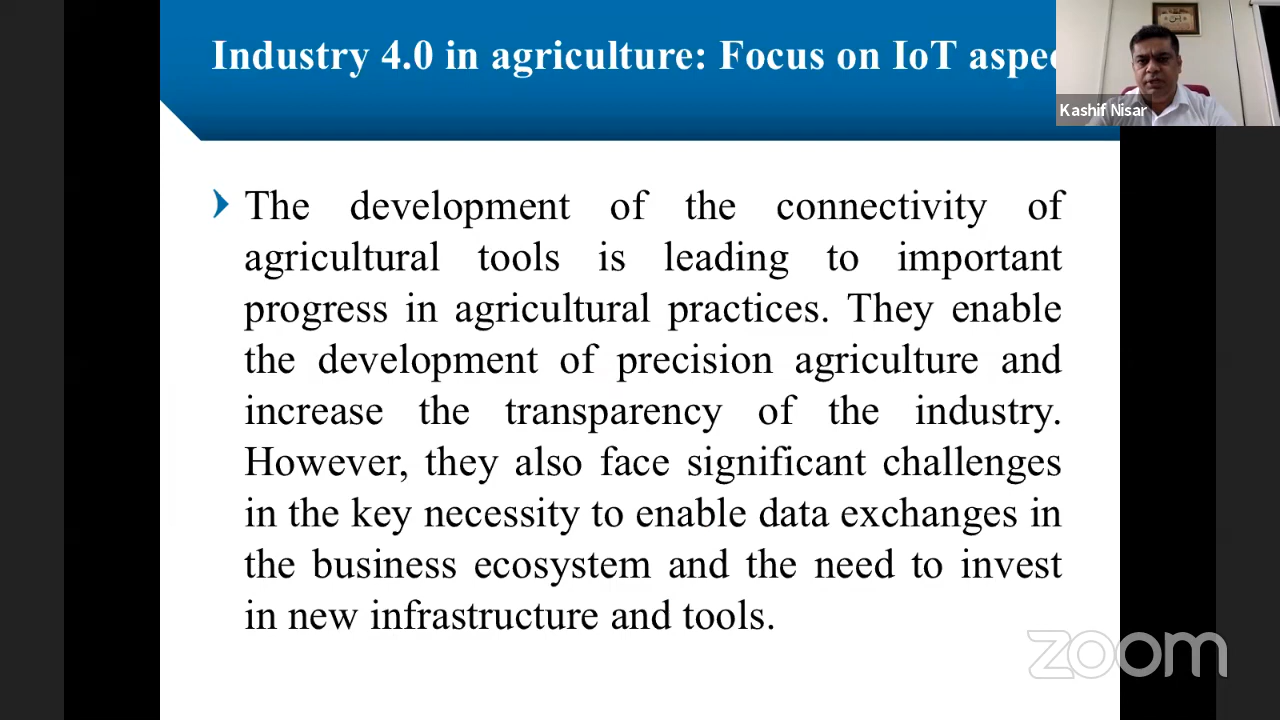 Industry 4.0 in agriculture: Focus on IoT
Kashif Nisar
The development of the connectivity of
agricultural tools is leading to important
progress in agricultural practices. They enable
the development of precision agriculture and
increase the transparency of the industry.
However, they also face significant challenges
in the key necessity to enable data exchanges in
the business ecosystem and the need to invest
in new infrastructure and tools.
zoom